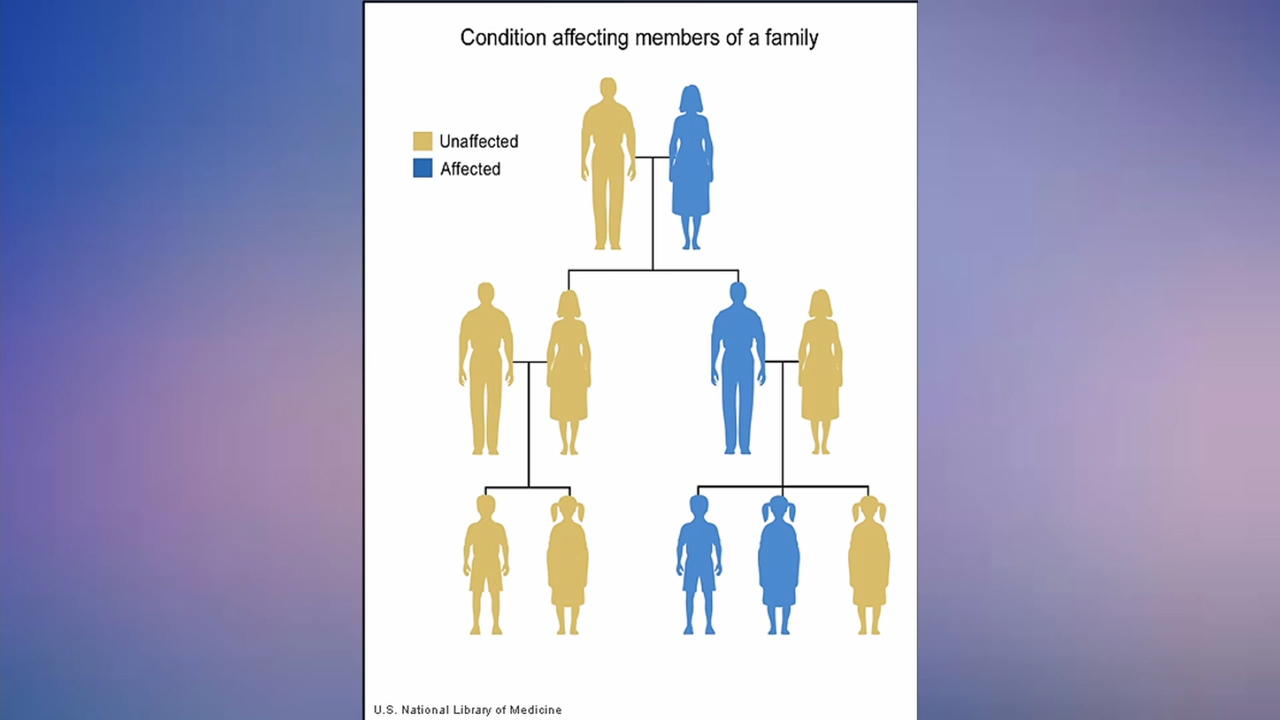 Condition affecting members of a family
Unaffected
Affected
U.S. National Library of Medicine